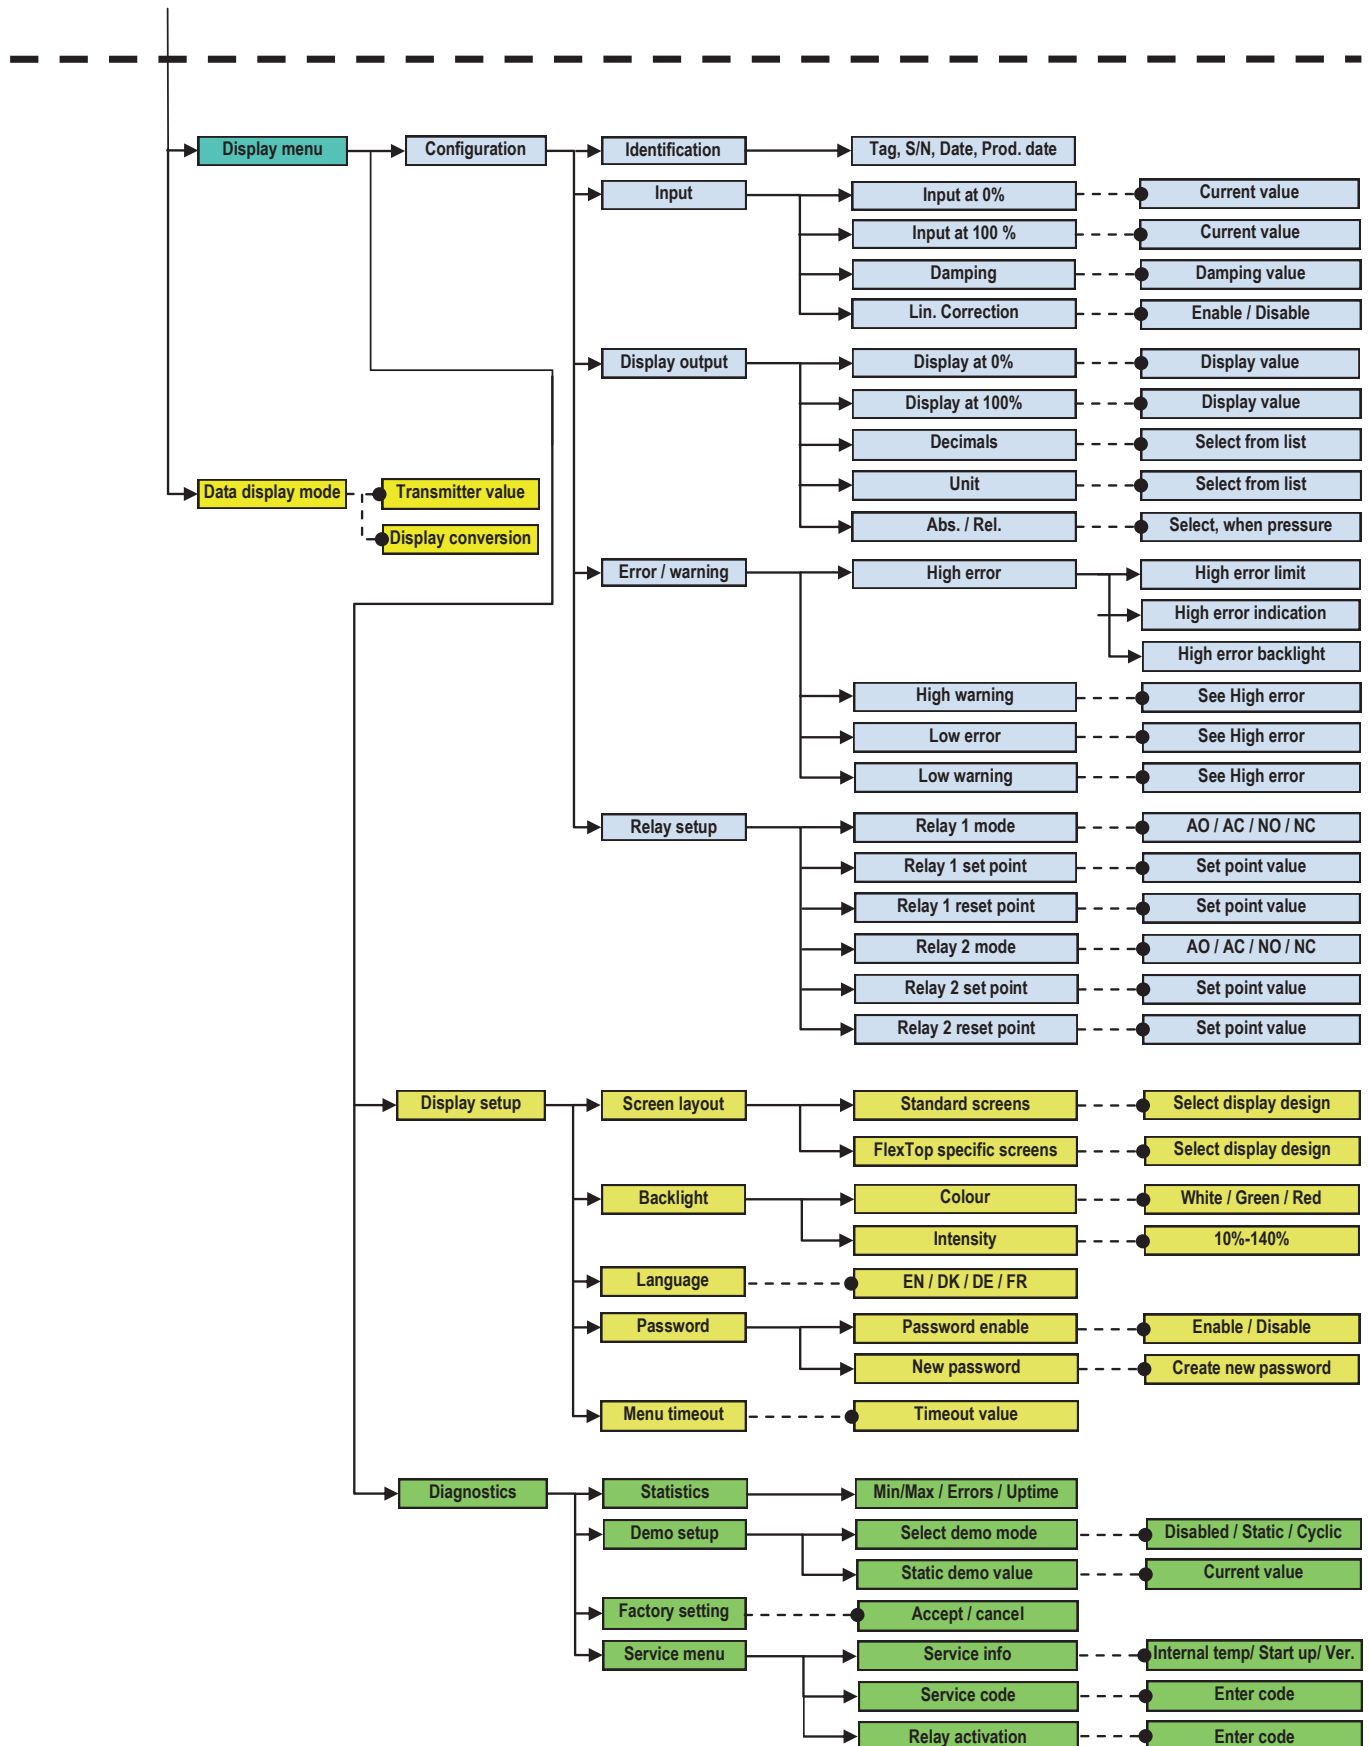 Display menu
Configuration
Identification
Tag, S/N, Date, Prod. date
Input
Input at 0%
Current value
Input at 100 %
Current value
Damping
Damping value
Lin. Correction
Enable / Disable
Display output
Display at 0%
Display value
Display at 100%
Display value
Decimals
Select from list
Data display mode
Transmitter value
Unit
Select from list
Display conversion
Abs. / Rel.
Select, when pressure
Error / warning
High error
High error limit
High error indication
High error backlight
High warning
See High error
Low error
See High error
Low warning
See High error
Relay setup
Relay 1 mode
AO / AC / NO / NC
Relay 1 set point
Set point value
Relay 1 reset point
Set point value
Relay 2 mode
AO / AC / NO / NC
Relay 2 set point
Set point value
Relay 2 reset point
Set point value
Display setup
Screen layout
Standard screens
Select display design
FlexTop specific screens
Select display design
Backlight
Colour
White / Green / Red
Intensity
10%-140%
Language
EN / DK / DE / FR
Password
Password enable
Enable / Disable
New password
Create new password
Menu timeout
Timeout value
Diagnostics
Statistics
Min/Max / Errors / Uptime
Demo setup
Select demo mode
Disabled / Static / Cyclic
Static demo value
Current value
Factory setting
Accept / cancel
Service menu
Service info
Internal temp/ Start up/ Ver.
Service code
Enter code
Relay activation
Enter code